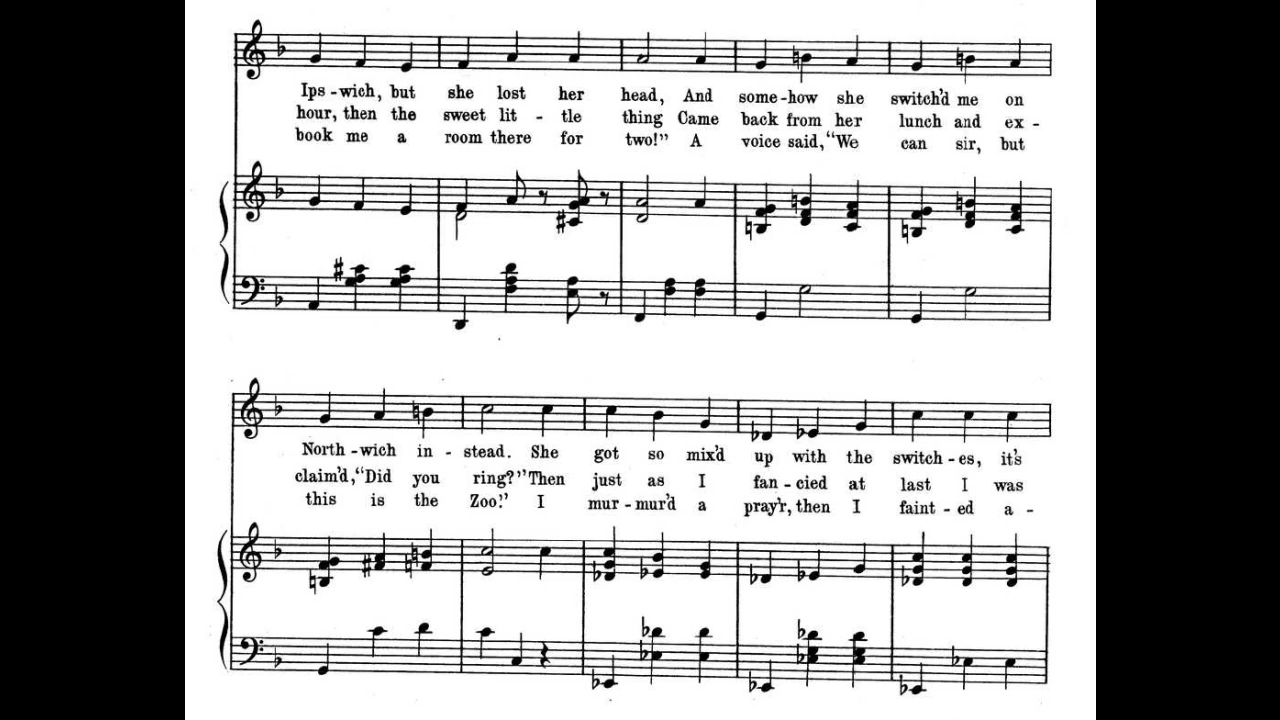 Ips - wich, but she lost her head, And some - how she switch'd me on
hour, then the sweet lit - tle thing Came back from her lunch and ex -
book me a room there for two!" A voice said, "We can sir, but
North - wich in - stead. She got so mix'd up with the switch - es, it's
claim'd, "Did you ring?" Then just as I fan - cied at last I was
this is the Zoo." I mur - mur'd a pray'r, then I faint - ed a -